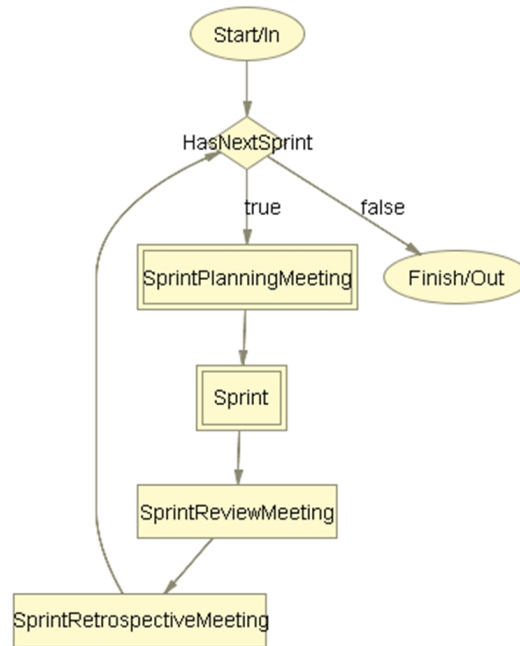 Start/In
HasNextSprint
true
false
SprintPlanningMeeting
Finish/Out
Sprint
SprintReviewMeeting
SprintRetrospectiveMeeting